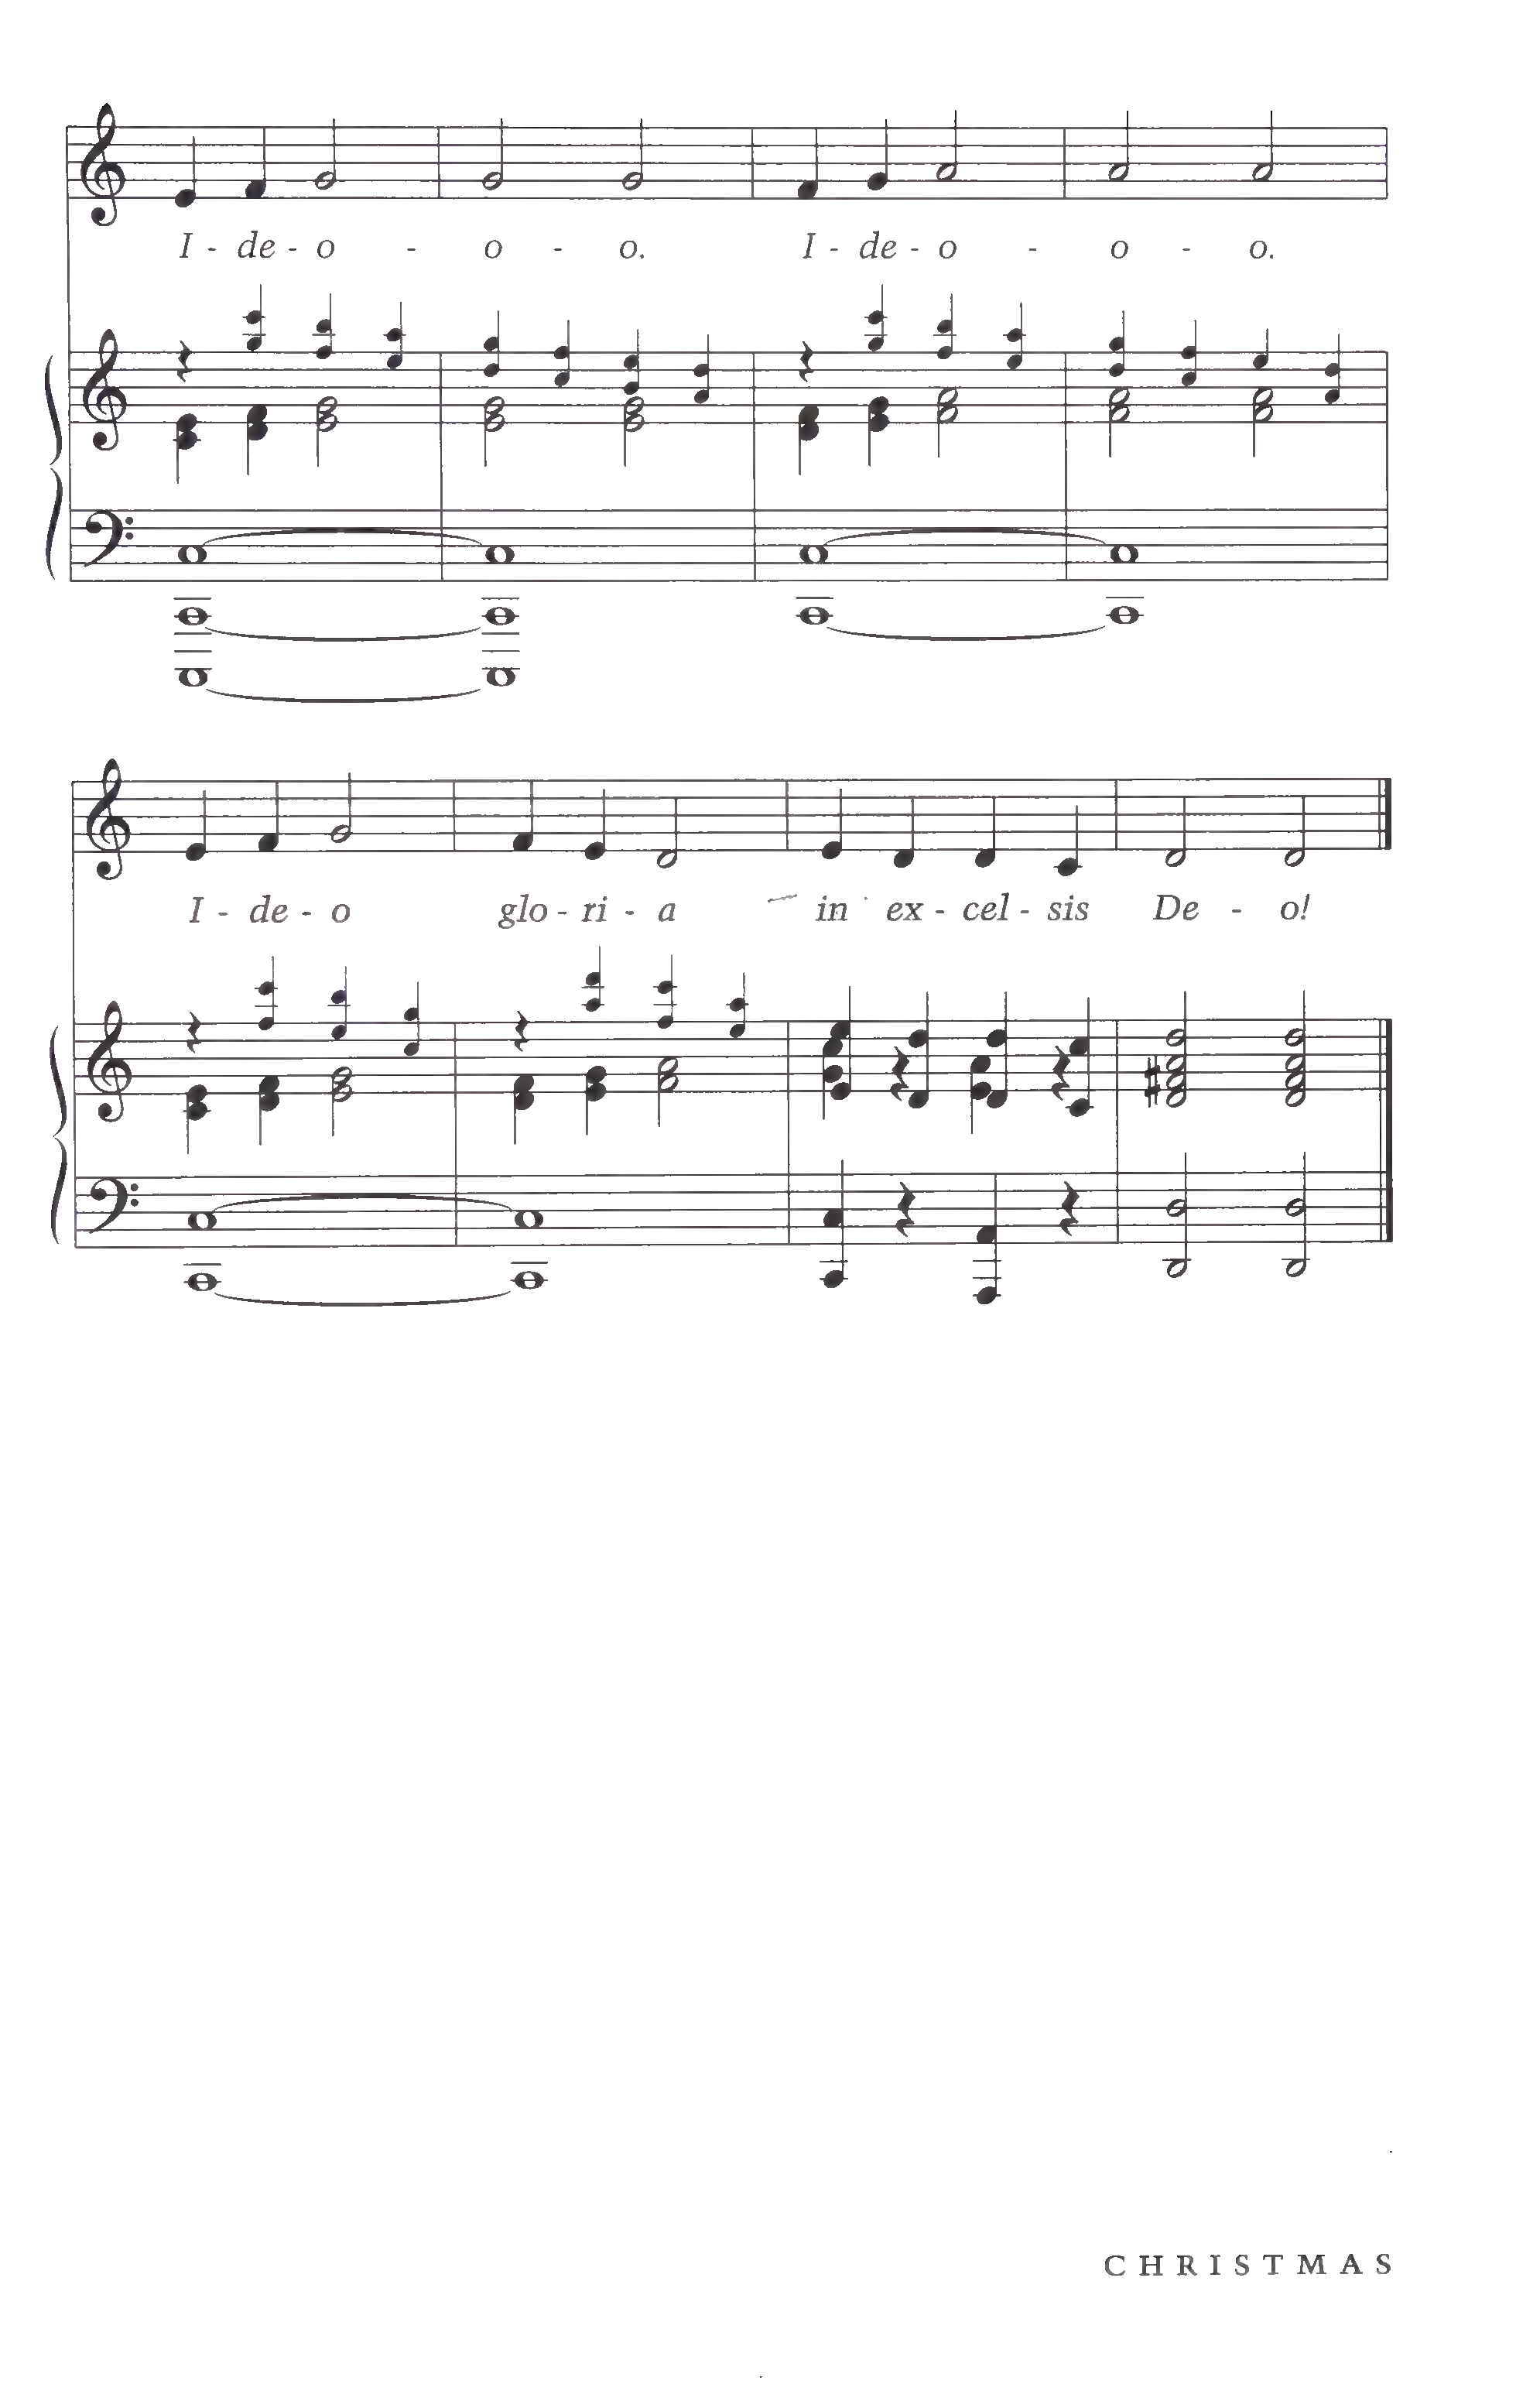 I - de - o - o - o. I - de - o - o - o.
I - de - o glo - ri - a in ex - cel - sis De - o!
CHRISTMAS